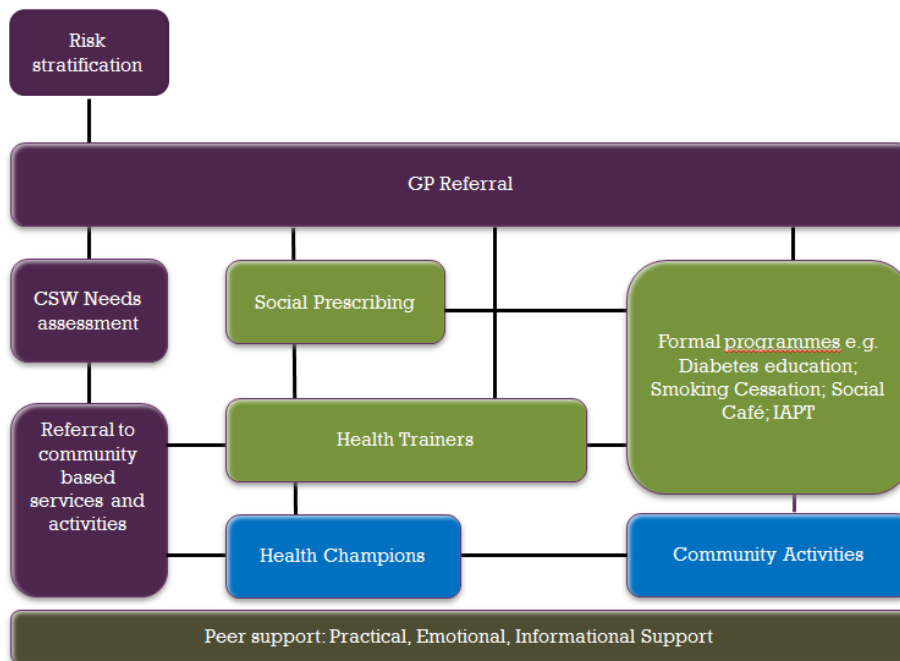 Risk
stratification
GP Referral
CSW Needs
assessment
Social Prescribing
Formal programmes e.g.
Diabetes education;
Smoking Cessation; Social
Café; IAPT
Referral to
community
based
services and
activities
Health Trainers
Health Champions
Community Activities
Peer support: Practical, Emotional, Informational Support